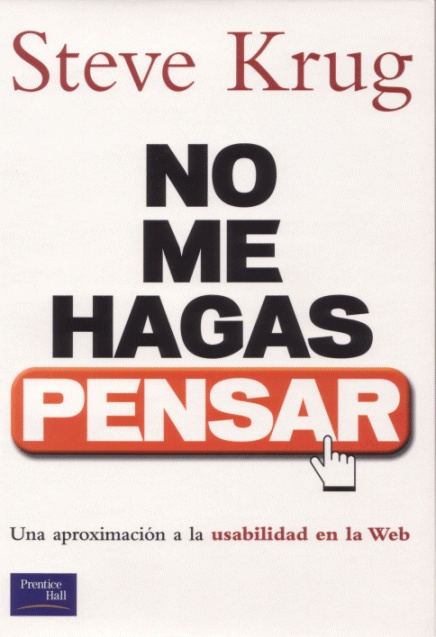 Steve Krug
NO
ME
HAGAS
PENSAR
Una aproximación a la usabilidad en la Web
Prentice
Hall